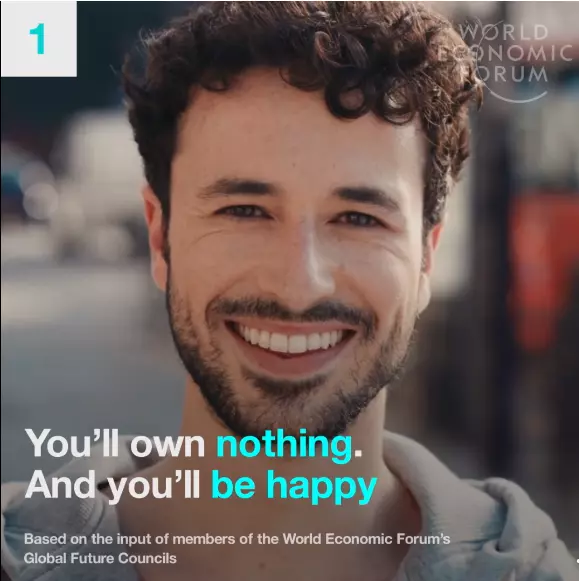 1
WORLD
ECONOMIC
FORUM
You'll own nothing.
And you'll be happy
Based on the input of members of the World Economic Forum's
Global Future Councils